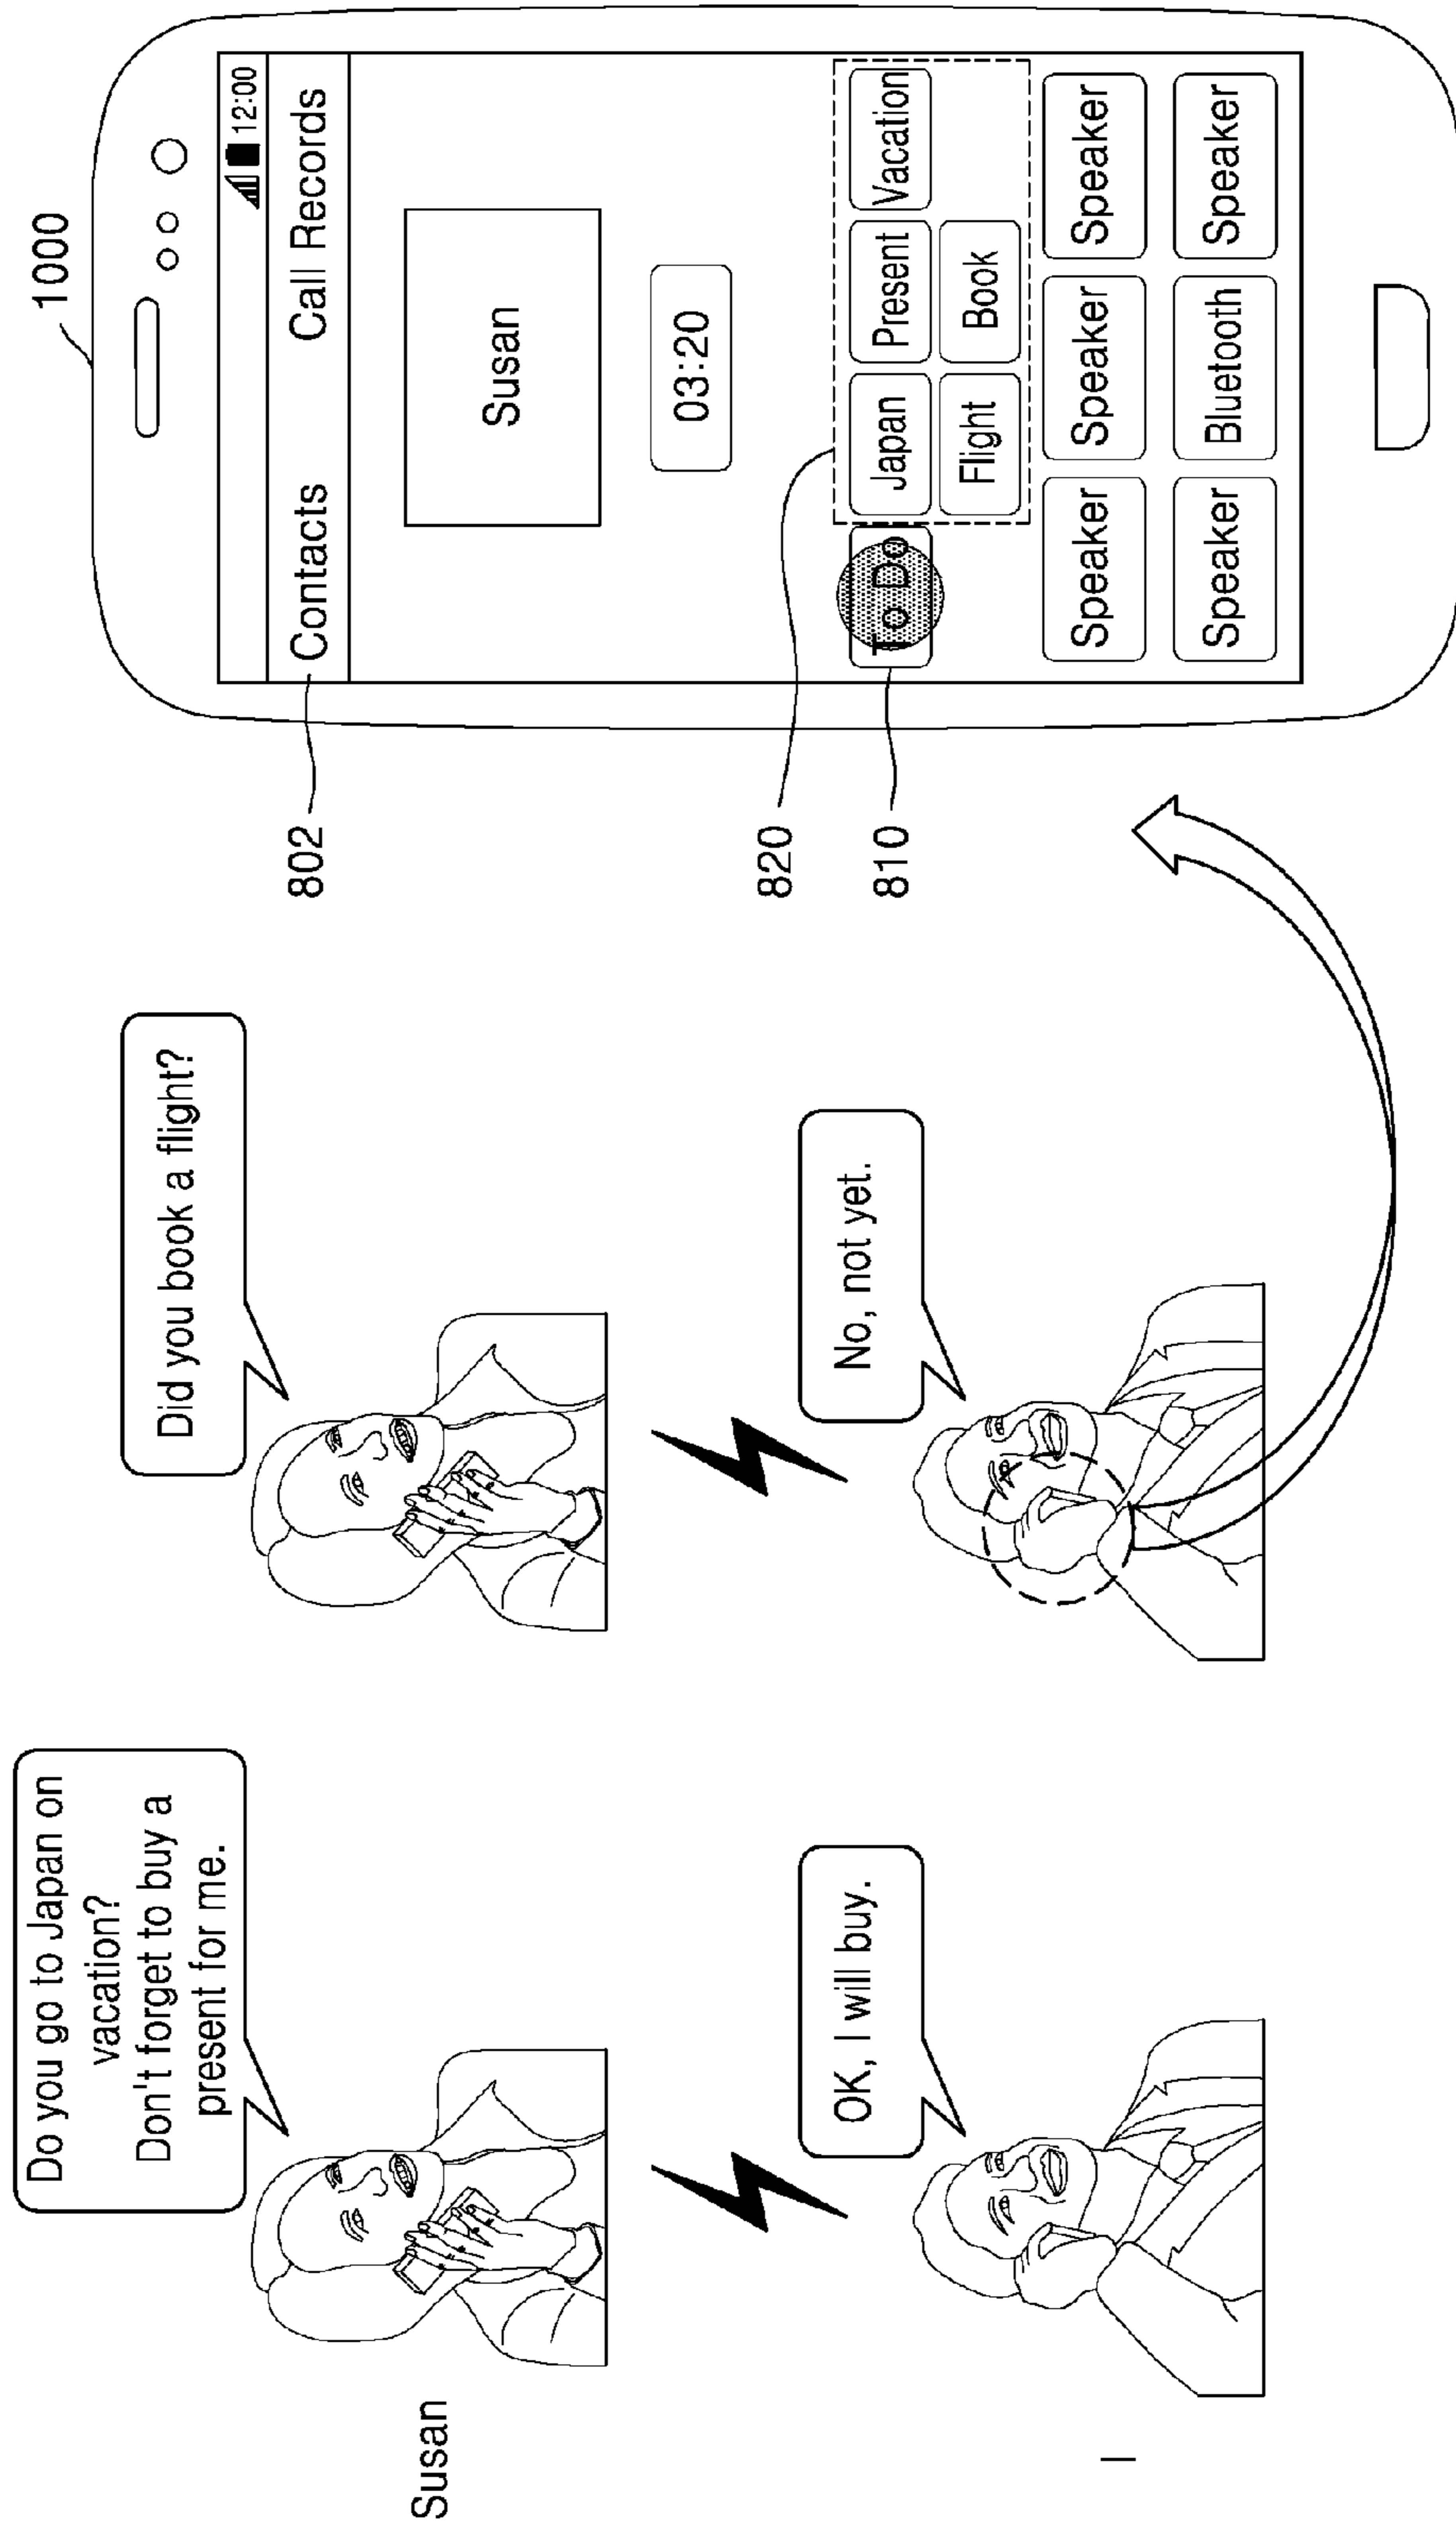 Do you go to Japan on
vacation?
Don't forget to buy a
present for me.
Did you book a flight?
Susan
OK, I will buy.
No, not yet.
I
1000
12:00
802
Contacts Call Records
Susan
03:20
820
810
To Do Japan Present Vacation
Flight Book
Speaker Speaker Speaker
Speaker Bluetooth Speaker